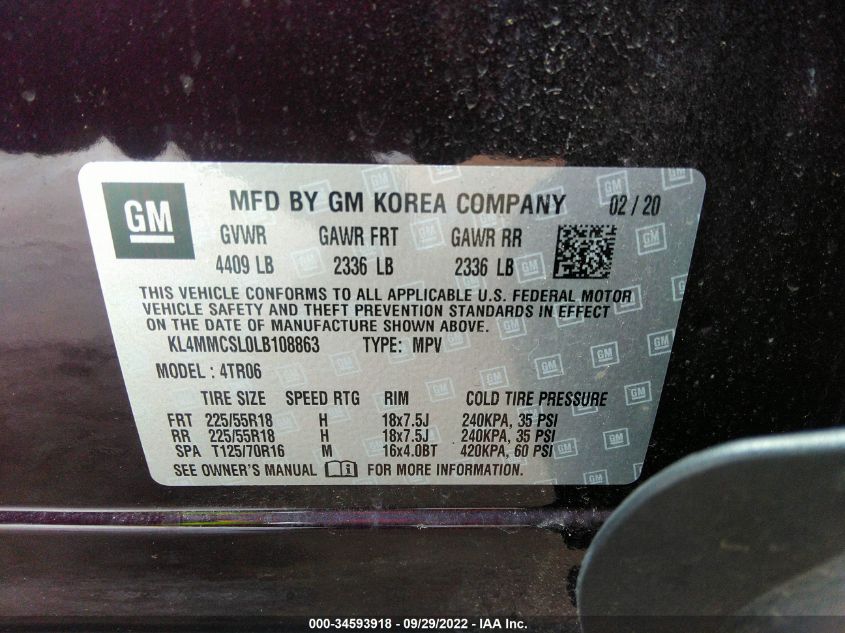 GM
MFD BY GM KOREA COMPANY 02 / 20
GVWR GAWR FRT GAWR RR
4409 LB 2336 LB 2336 LB
THIS VEHICLE CONFORMS TO ALL APPLICABLE U.S. FEDERAL MOTOR
VEHICLE SAFETY AND THEFT PREVENTION STANDARDS IN EFFECT
ON THE DATE OF MANUFACTURE SHOWN ABOVE.
KL4MMCSL0LB108863 TYPE: MPV
MODEL : 4TR06
TIRE SIZE SPEED RTG RIM COLD TIRE PRESSURE
FRT 225/55R18 H 18x7.5J 240KPA, 35 PSI
RR 225/55R18 H 18x7.5J 240KPA, 35 PSI
SPA T125/70R16 M 16x4.0BT 420KPA, 60 PSI
SEE OWNER'S MANUAL FOR MORE INFORMATION.
000-34593918 - 09/29/2022 - IAA Inc.